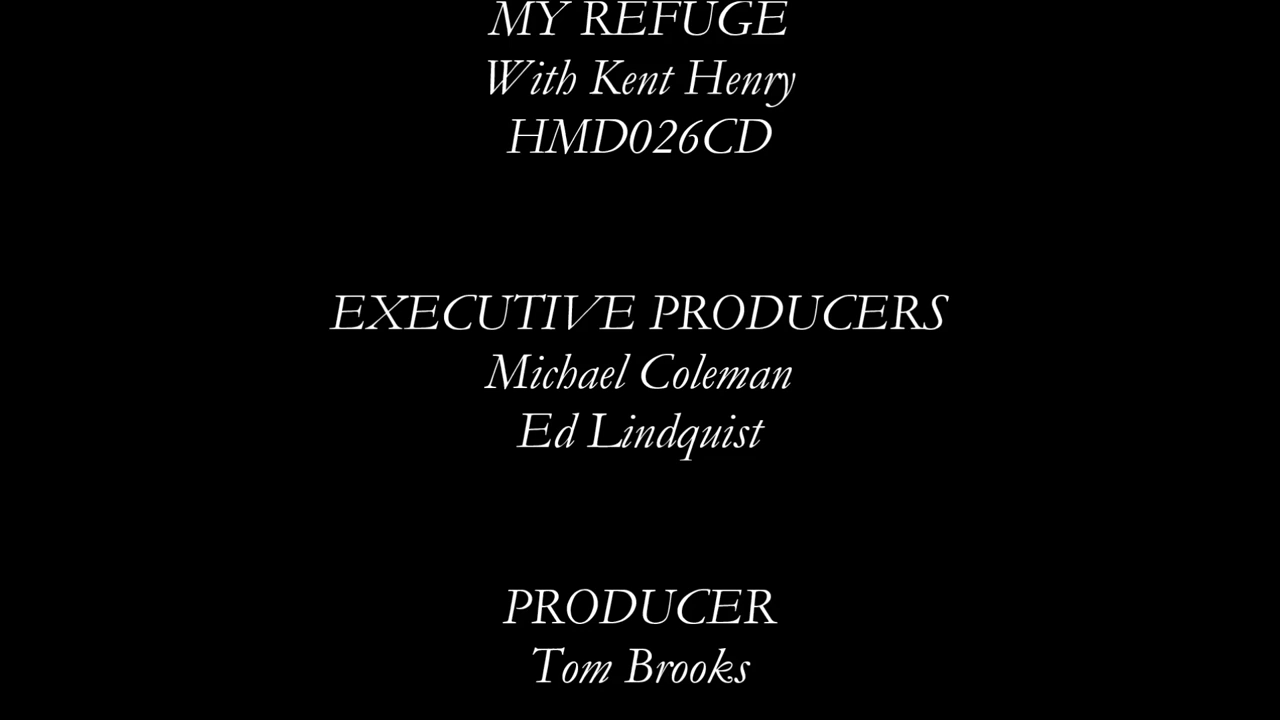 MY REFUGE
With Kent Henry
HMD026CD
EXECUTIVE PRODUCERS
Michael Coleman
Ed Lindquist
PRODUCER
Tom Brooks